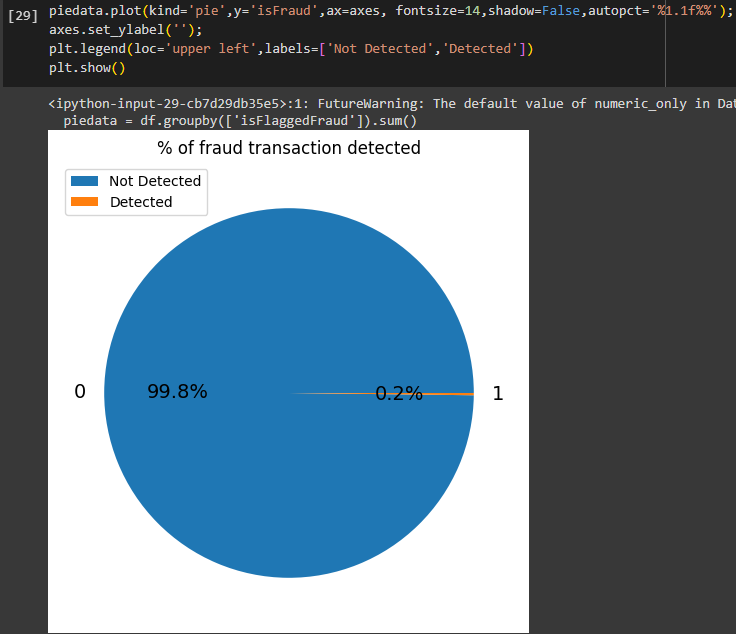 [29] piedata.plot(kind='pie',y='isFraud',ax=axes, fontsize=14,shadow=False,autopct='%1.1f%%');
axes.set_ylabel('');
plt.legend(loc='upper left',labels=['Not Detected','Detected'])
plt.show()
<ipython-input-29-cb7d29db35e5>:1: FutureWarning: The default value of numeric_only in Dat
piedata = df.groupby(['isFlaggedFraud']).sum()
% of fraud transaction detected
Not Detected
Detected
0 99.8% 0.2% 1